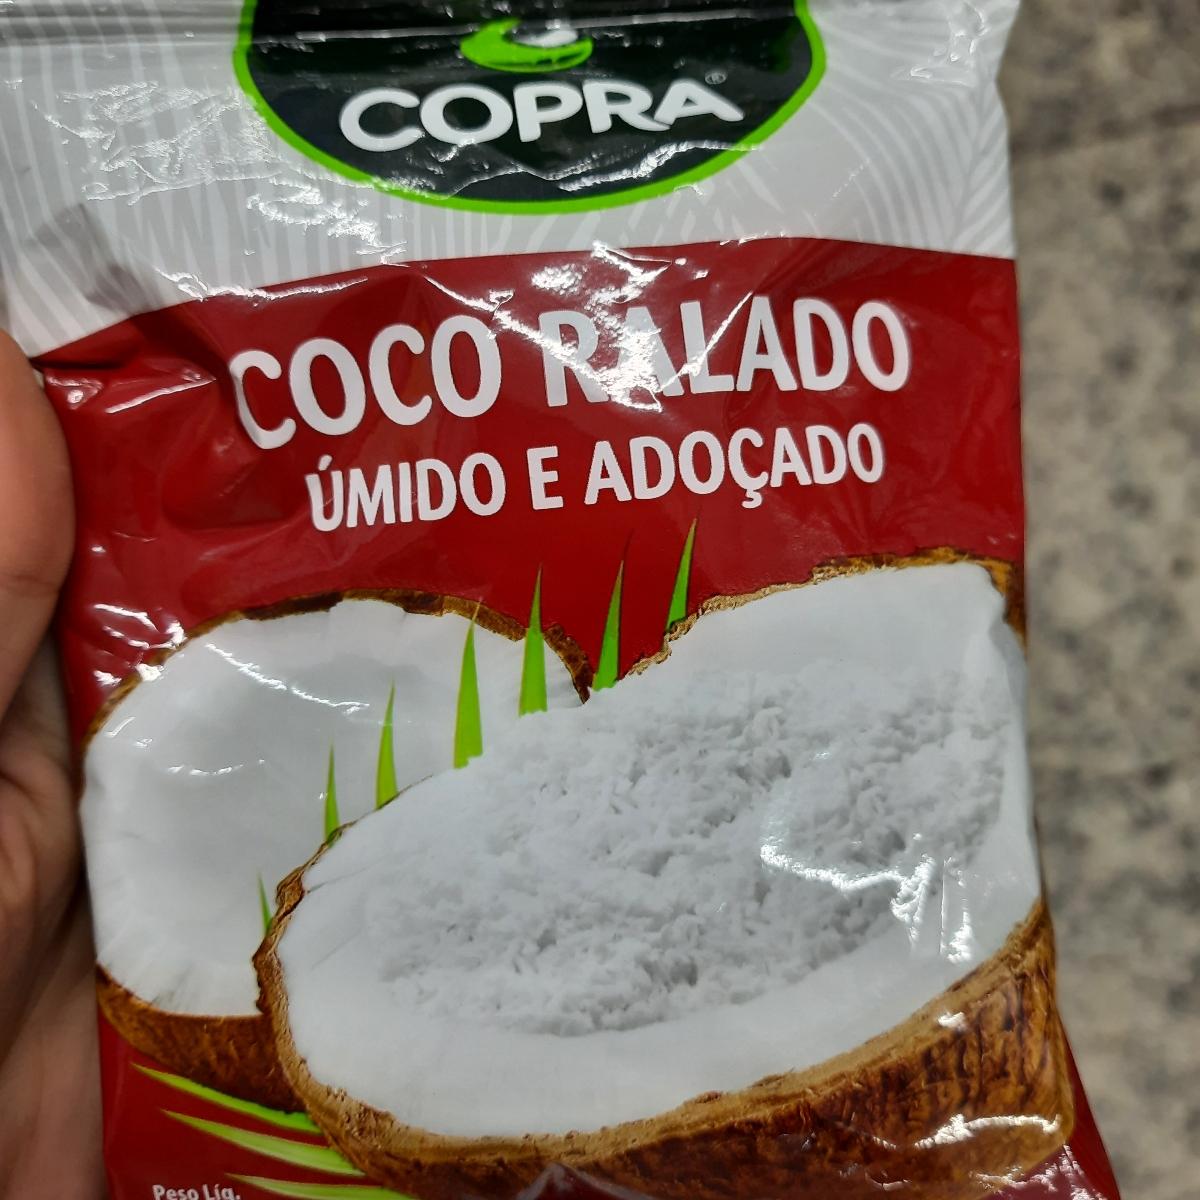 COPRA®
COCO RALADO
ÚMIDO E ADOÇADO
Peso Líq.